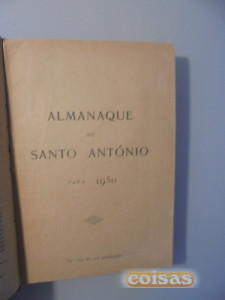 ALMANAQUE
DE
SANTO ANTÓNIO
PARA 1950
coisas